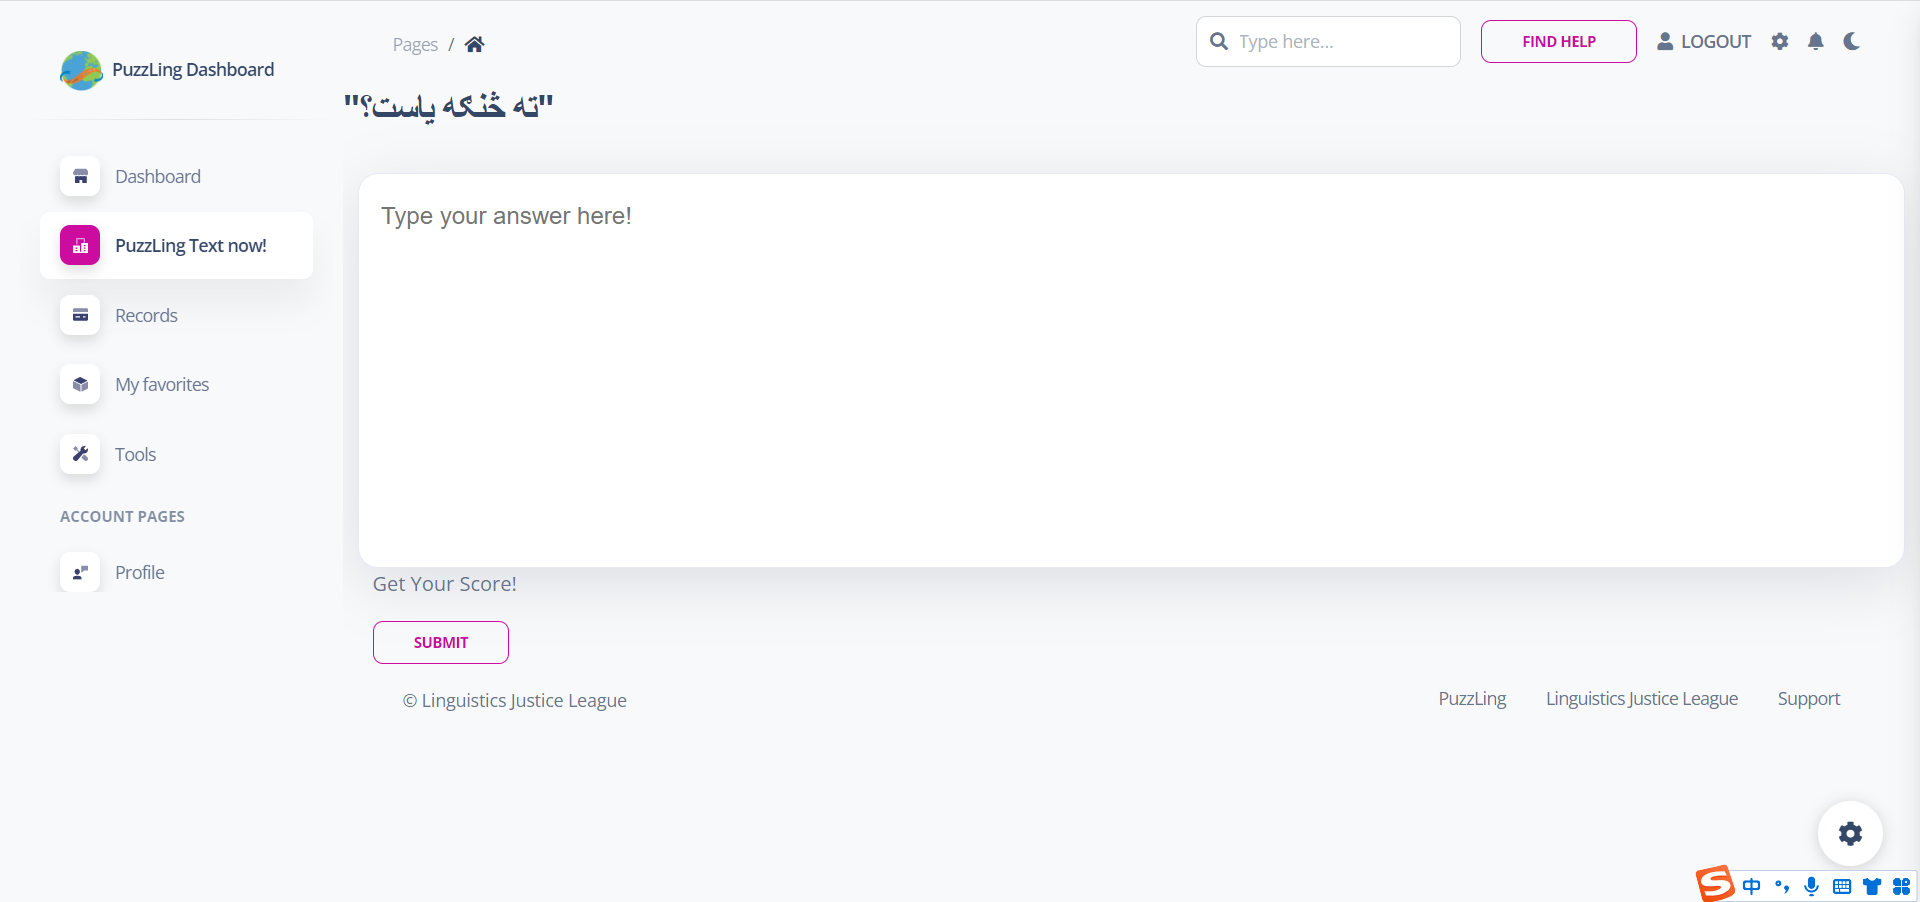 PuzzLing Dashboard
Dashboard
PuzzLing Text now!
Records
My favorites
Tools
ACCOUNT PAGES
Profile
Pages /
Type here...
FIND HELP
LOGOUT
"ته څنګه یاست؟"
Type your answer here!
Get Your Score!
SUBMIT
© Linguistics Justice League
PuzzLing
Linguistics Justice League
Support
S 中